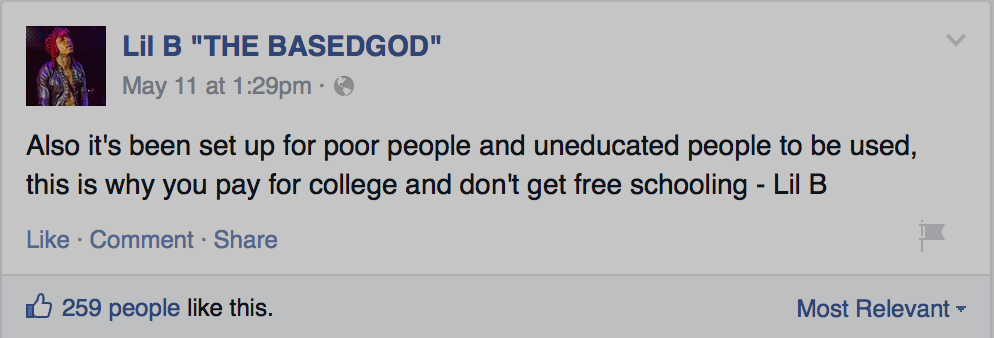 Lil B "THE BASEDGOD"
May 11 at 1:29pm ·
Also it's been set up for poor people and uneducated people to be used,
this is why you pay for college and don't get free schooling - Lil B
Like · Comment · Share
259 people like this.
Most Relevant